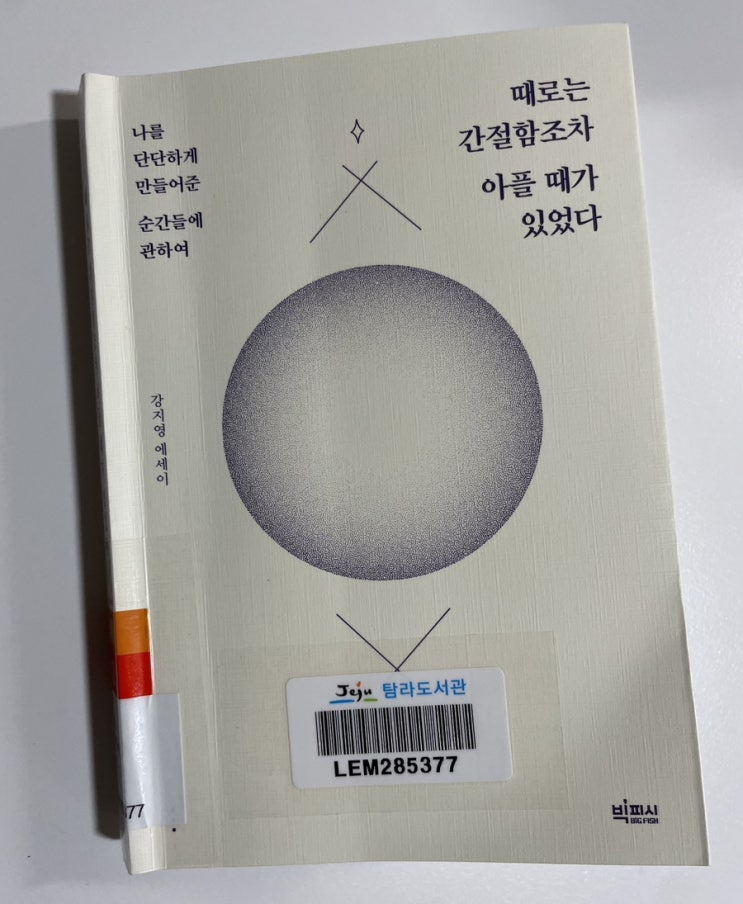 때로는
간절함조차
아플 때가
있었다
나를
단단하게
만들어준
순간들에
관하여
강지영 에세이
Jeju 탐라도서관
LEM285377
77
빅피시
BIG FISH